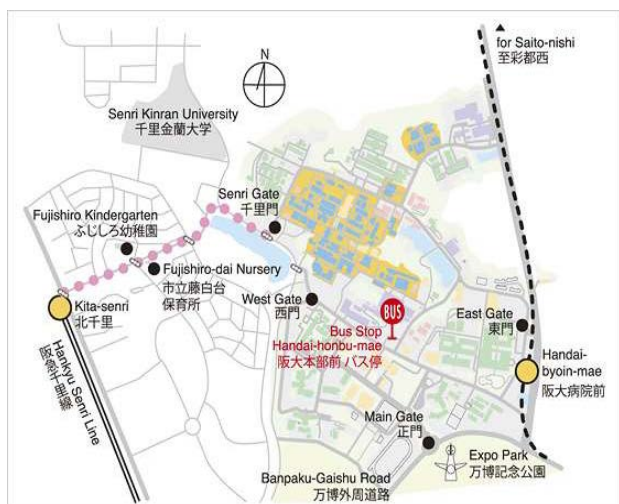 for Saito-nishi
至彩都西
N
Senri Kinran University
千里金蘭大学
Senri Gate
千里門
Fujishiro Kindergarten
ふじしろ幼稚園
Fujishiro-dai Nursery
市立藤白台
保育所
Kita-senri
北千里
Hankyu Senri Line
阪急千里線
West Gate
西門
BUS
Bus Stop
Handai-honbu-mae
阪大本部前 バス停
East Gate
東門
Handai-
byoin-mae
阪大病院前
Main Gate
正門
Expo Park
万博記念公園
Banpaku-Gaishu Road
万博外周道路